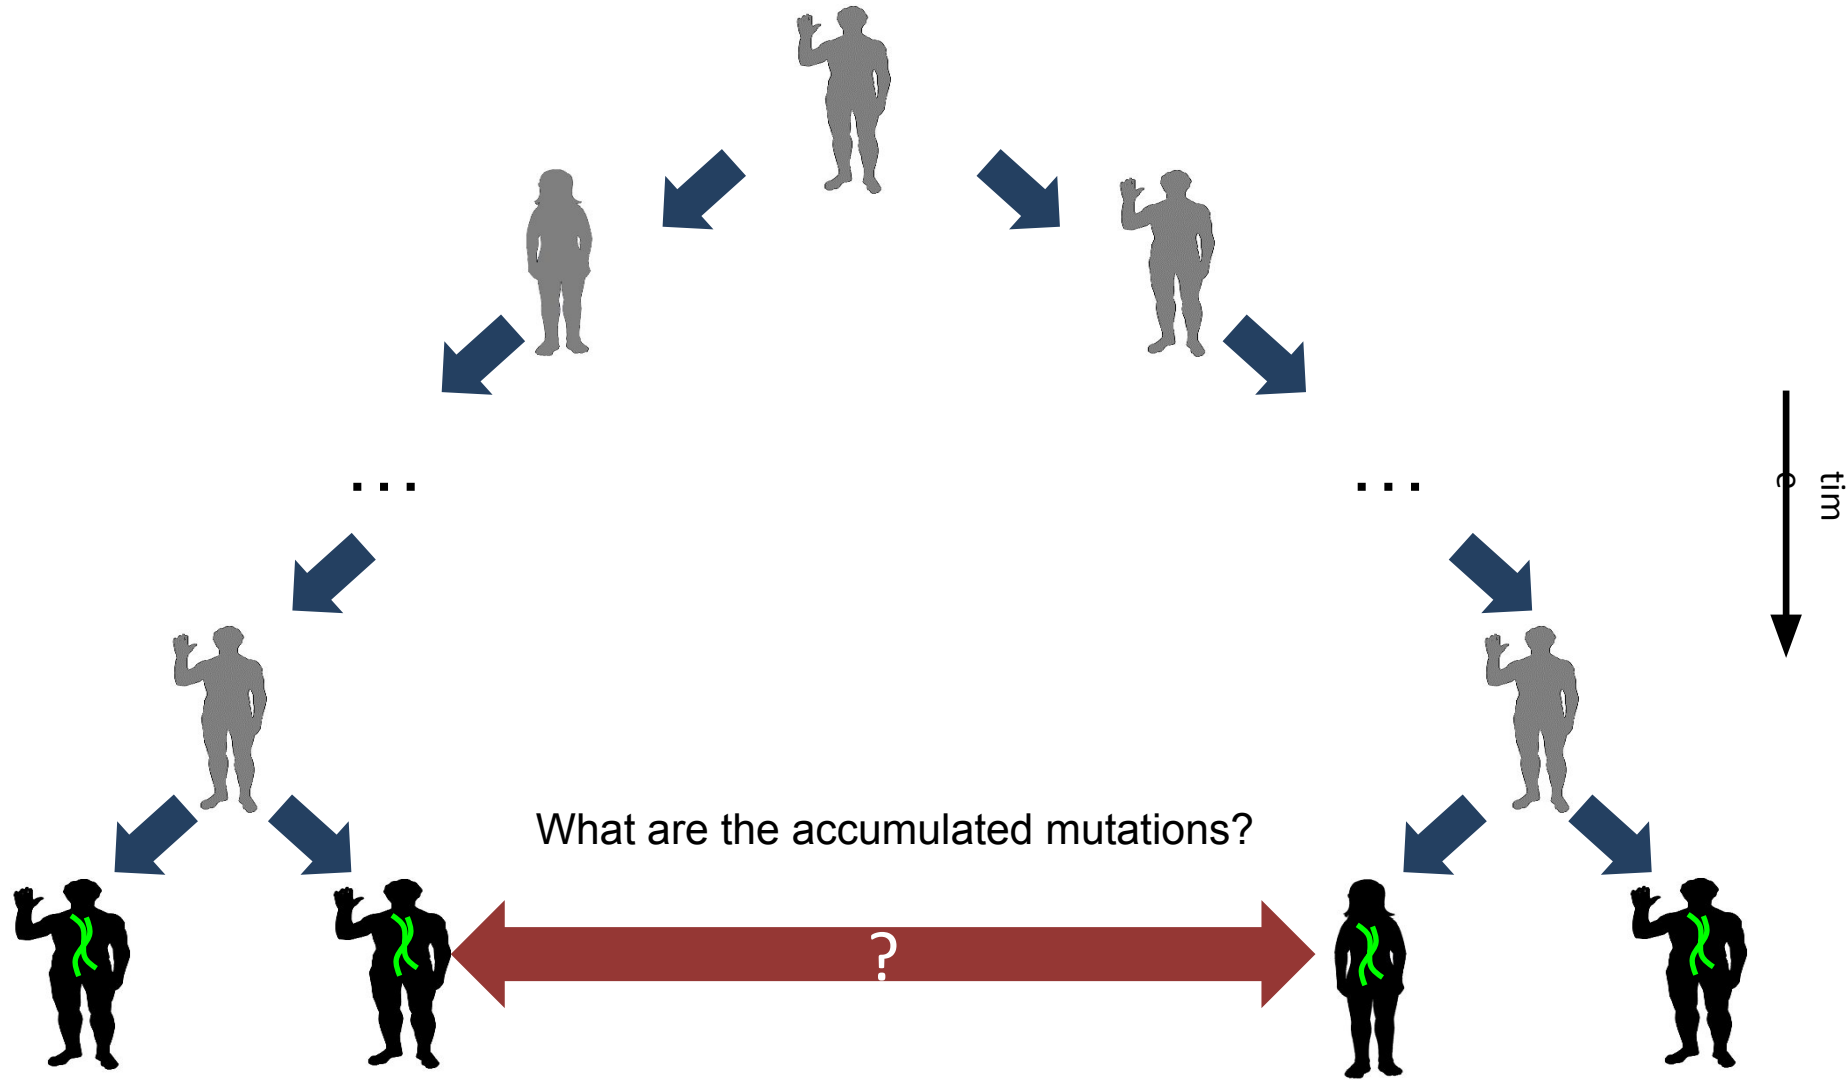 ...
...
tim
e
What are the accumulated mutations?
?